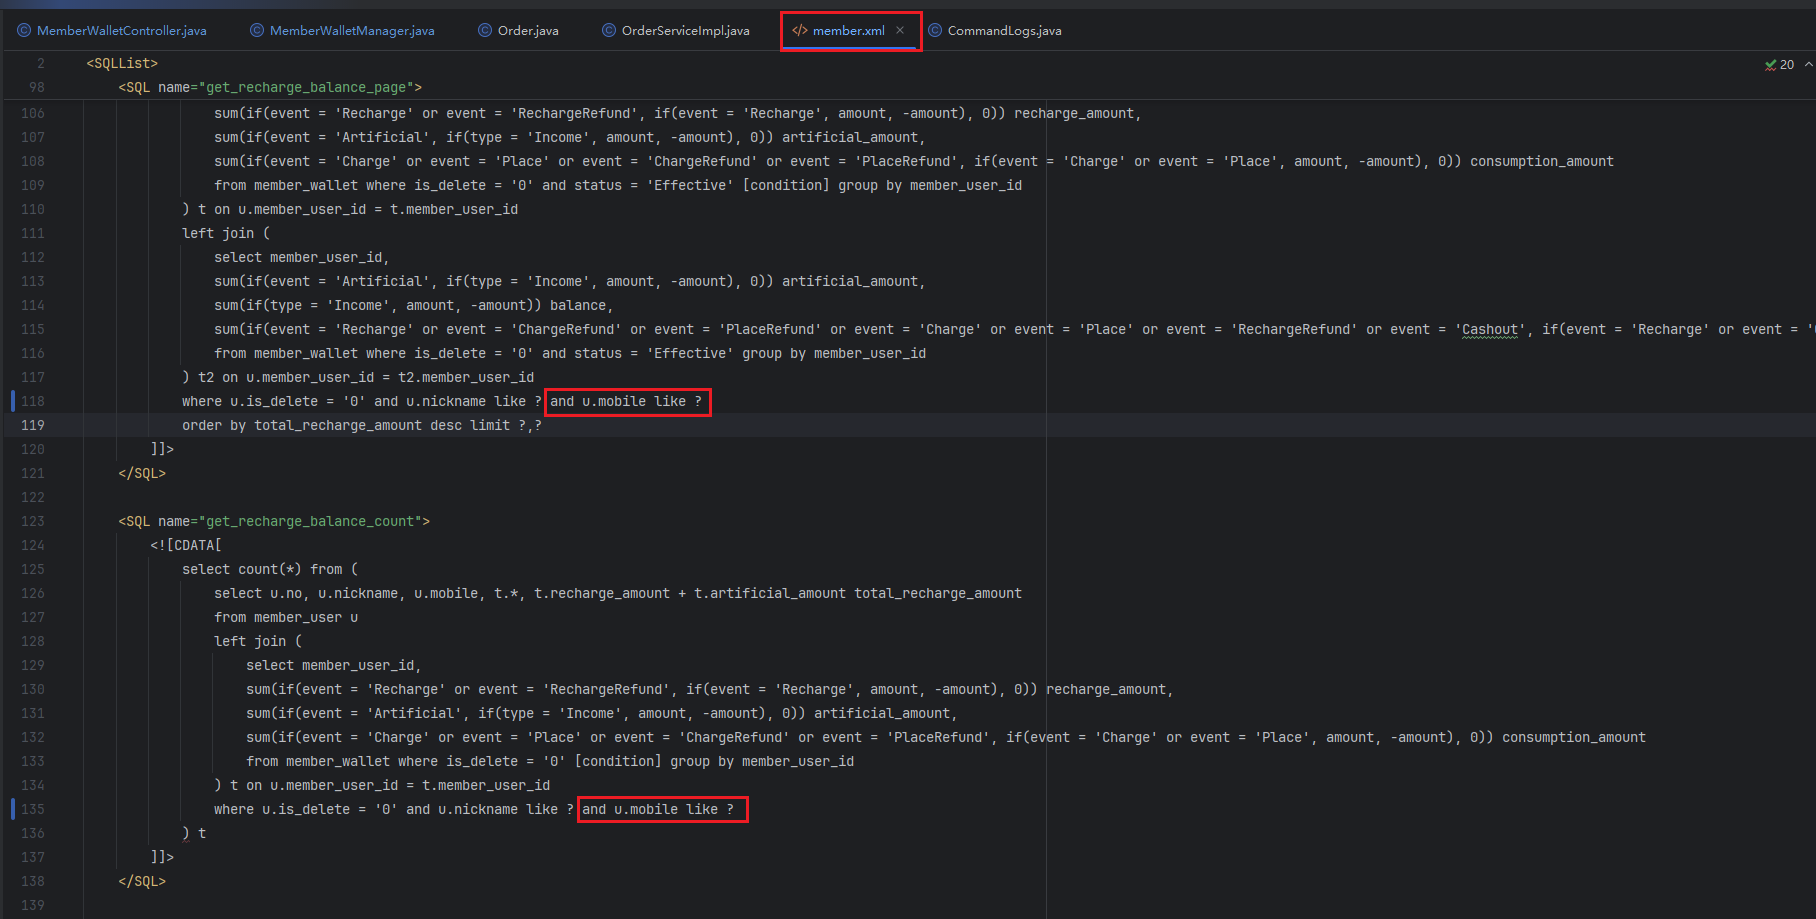 MemberWalletController.java MemberWalletManager.java Order.java OrderServiceImpl.java </> member.xml CommandLogs.java
2 <SQLList>
20
98 <SQL name="get_recharge_balance_page">
106 sum(if(event = 'Recharge' or event = 'RechargeRefund', if(event = 'Recharge', amount, -amount), 0)) recharge_amount,
107 sum(if(event = 'Artificial', if(type = 'Income', amount, -amount), 0)) artificial_amount,
108 sum(if(event = 'Charge' or event = 'Place' or event = 'ChargeRefund' or event = 'PlaceRefund', if(event = 'Charge' or event = 'Place', amount, -amount), 0)) consumption_amount
109 from member_wallet where is_delete = '0' and status = 'Effective' [condition] group by member_user_id
110 ) t on u.member_user_id = t.member_user_id
111 left join (
112 select member_user_id,
113 sum(if(event = 'Artificial', if(type = 'Income', amount, -amount), 0)) artificial_amount,
114 sum(if(type = 'Income', amount, -amount)) balance,
115 sum(if(event = 'Recharge' or event = 'ChargeRefund' or event = 'PlaceRefund' or event = 'Charge' or event = 'Place' or event = 'RechargeRefund' or event = 'Cashout', if(event = 'Recharge' or event = '
116 from member_wallet where is_delete = '0' and status = 'Effective' group by member_user_id
117 ) t2 on u.member_user_id = t2.member_user_id
118 where u.is_delete = '0' and u.nickname like ? and u.mobile like ?
119 order by total_recharge_amount desc limit ?,?
120 ]]>
121 </SQL>
122
123 <SQL name="get_recharge_balance_count">
124 <![CDATA[
125 select count(*) from (
126 select u.no, u.nickname, u.mobile, t.*, t.recharge_amount + t.artificial_amount total_recharge_amount
127 from member_user u
128 left join (
129 select member_user_id,
130 sum(if(event = 'Recharge' or event = 'RechargeRefund', if(event = 'Recharge', amount, -amount), 0)) recharge_amount,
131 sum(if(event = 'Artificial', if(type = 'Income', amount, -amount), 0)) artificial_amount,
132 sum(if(event = 'Charge' or event = 'Place' or event = 'ChargeRefund' or event = 'PlaceRefund', if(event = 'Charge' or event = 'Place', amount, -amount), 0)) consumption_amount
133 from member_wallet where is_delete = '0' [condition] group by member_user_id
134 ) t on u.member_user_id = t.member_user_id
135 where u.is_delete = '0' and u.nickname like ? and u.mobile like ?
136 ) t
137 ]]>
138 </SQL>
139